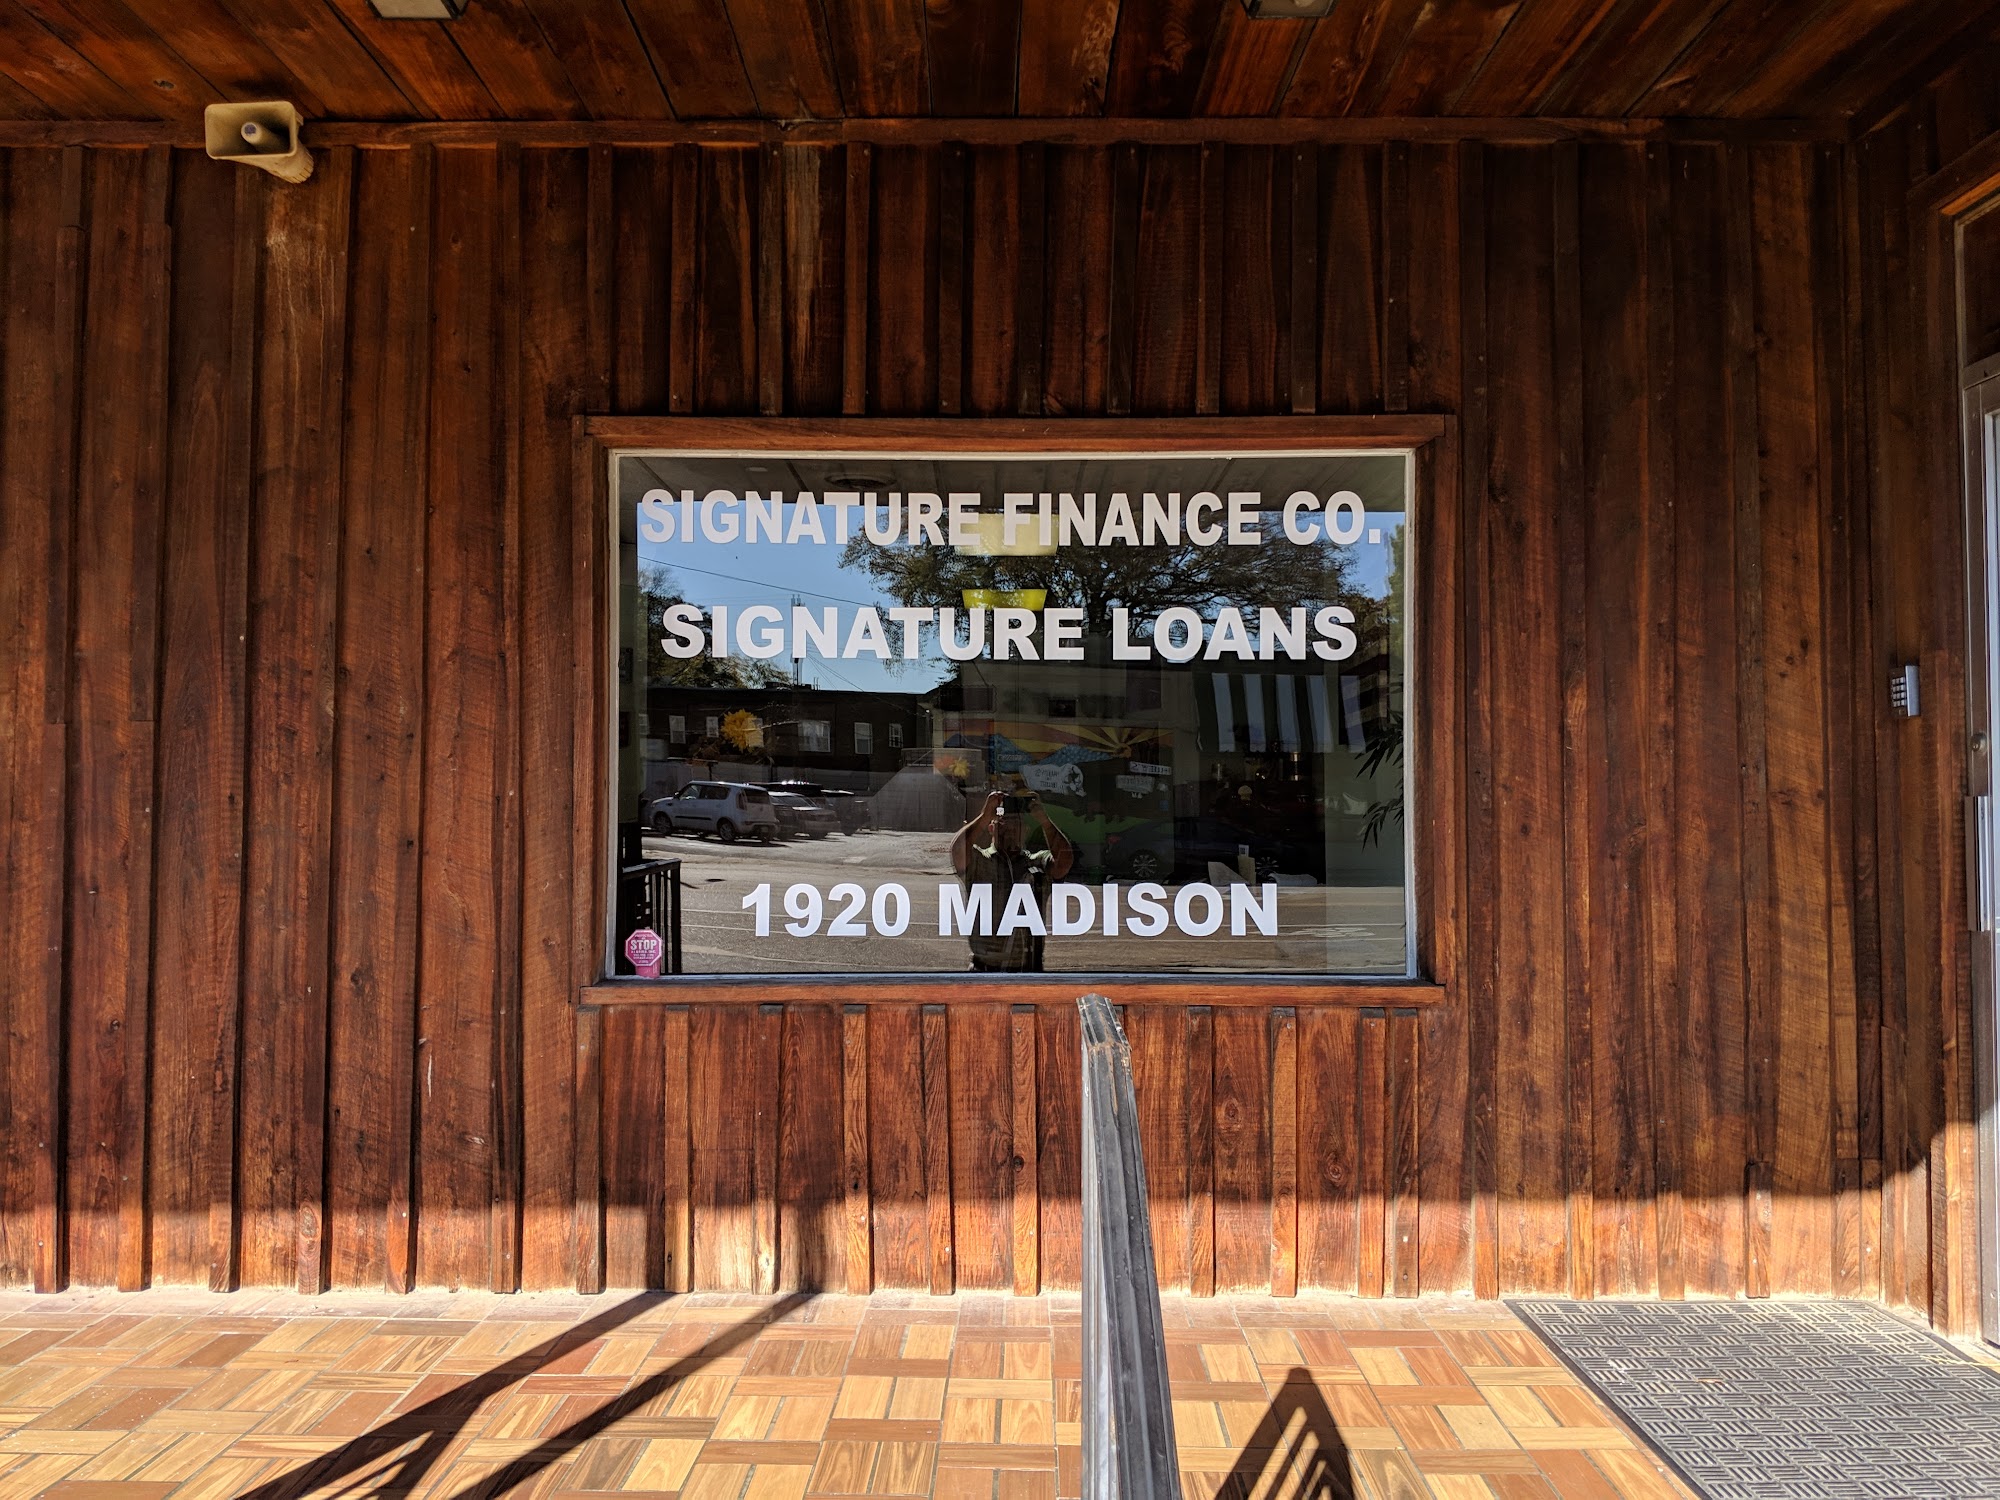 SIGNATURE FINANCE CO.
SIGNATURE LOANS
1920 MADISON
STOP